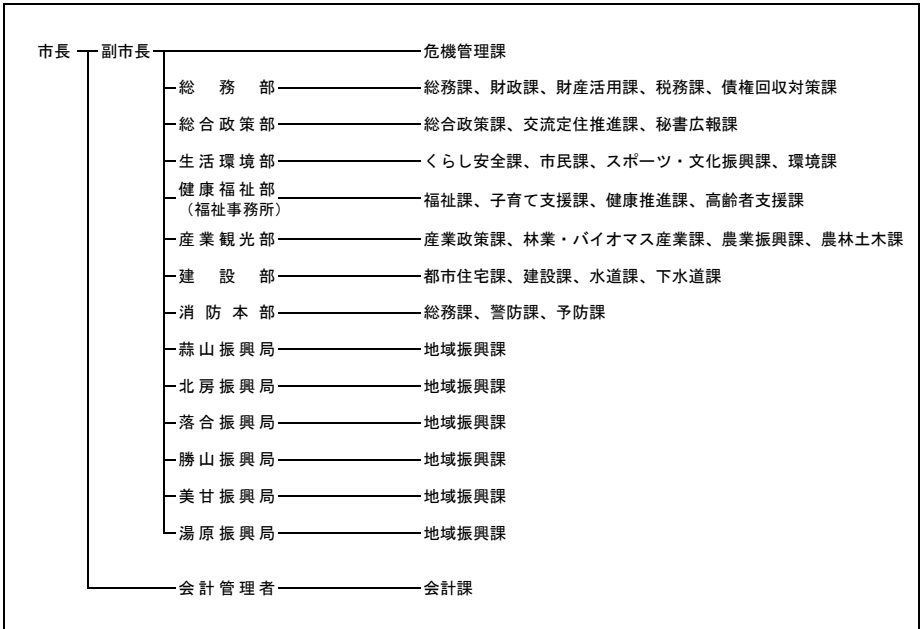 市長 副市長 危機管理課
総務部 総務課、財政課、財産活用課、税務課、債権回収対策課
総合政策部 総合政策課、交流定住推進課、秘書広報課
生活環境部 くらし安全課、市民課、スポーツ・文化振興課、環境課
健康福祉部 福祉課、子育て支援課、健康推進課、高齢者支援課
（福祉事務所）
産業観光部 産業政策課、林業・バイオマス産業課、農業振興課、農林土木課
建設部 都市住宅課、建設課、水道課、下水道課
消防本部 総務課、警防課、予防課
蒜山振興局 地域振興課
北房振興局 地域振興課
落合振興局 地域振興課
勝山振興局 地域振興課
美甘振興局 地域振興課
湯原振興局 地域振興課
会計管理者 会計課